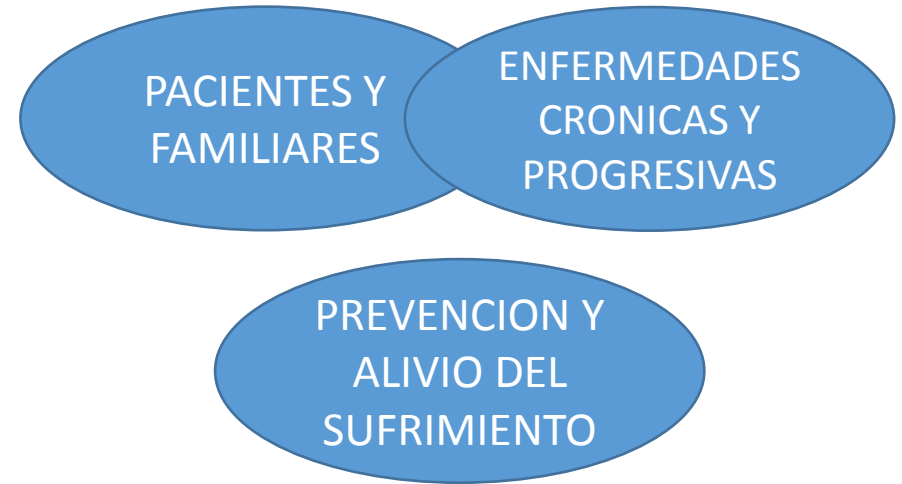 PACIENTES Y
FAMILIARES
ENFERMEDADES
CRONICAS Y
PROGRESIVAS
PREVENCION Y
ALIVIO DEL
SUFRIMIENTO